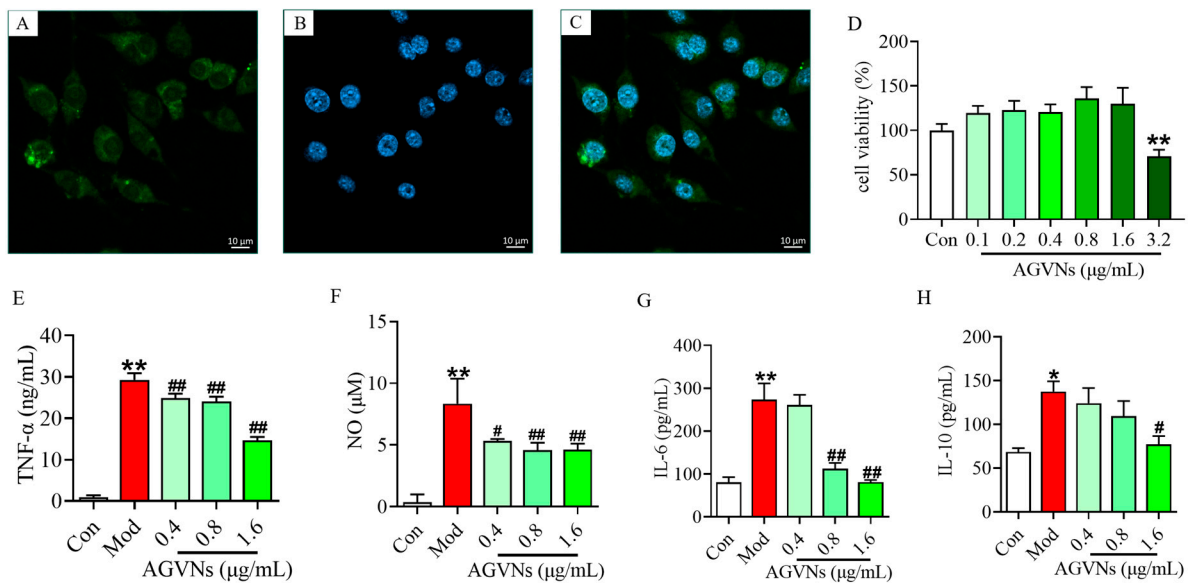 A
10 μm
B
10 μm
C
10 μm
D
cell viability (%)
200
150
100
50
0
**
Con 0.1 0.2 0.4 0.8 1.6 3.2
AGVNs (μg/mL)
E
TNF-α (ng/mL)
40
30
20
10
0
**
##
##
##
Con Mod 0.4 0.8 1.6
AGVNs (μg/mL)
F
NO (μM)
15
10
5
0
**
#
##
##
Con Mod 0.4 0.8 1.6
AGVNs (μg/mL)
G
IL-6 (pg/mL)
400
300
200
100
0
**
##
##
Con Mod 0.4 0.8 1.6
AGVNs (μg/mL)
H
IL-10 (pg/mL)
200
150
100
50
0
*
#
Con Mod 0.4 0.8 1.6
AGVNs (μg/mL)